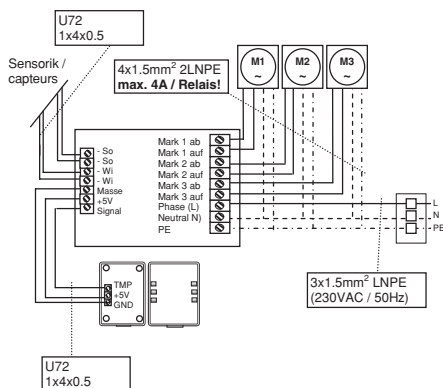 U72
1x4x0.5
Sensorik /
capteurs
4x1.5mm² 2LNPE
max. 4A / Relais!
M1
~
M2
~
M3
~
- So
- So
- Wi
- Wi
Masse
+5V
Signal
Mark 1 ab
Mark 1 auf
Mark 2 ab
Mark 2 auf
Mark 3 ab
Mark 3 auf
Phase (L)
Neutral N)
PE
L
N
PE
TMP
+5V
GND
3x1.5mm² LNPE
(230VAC / 50Hz)
U72
1x4x0.5